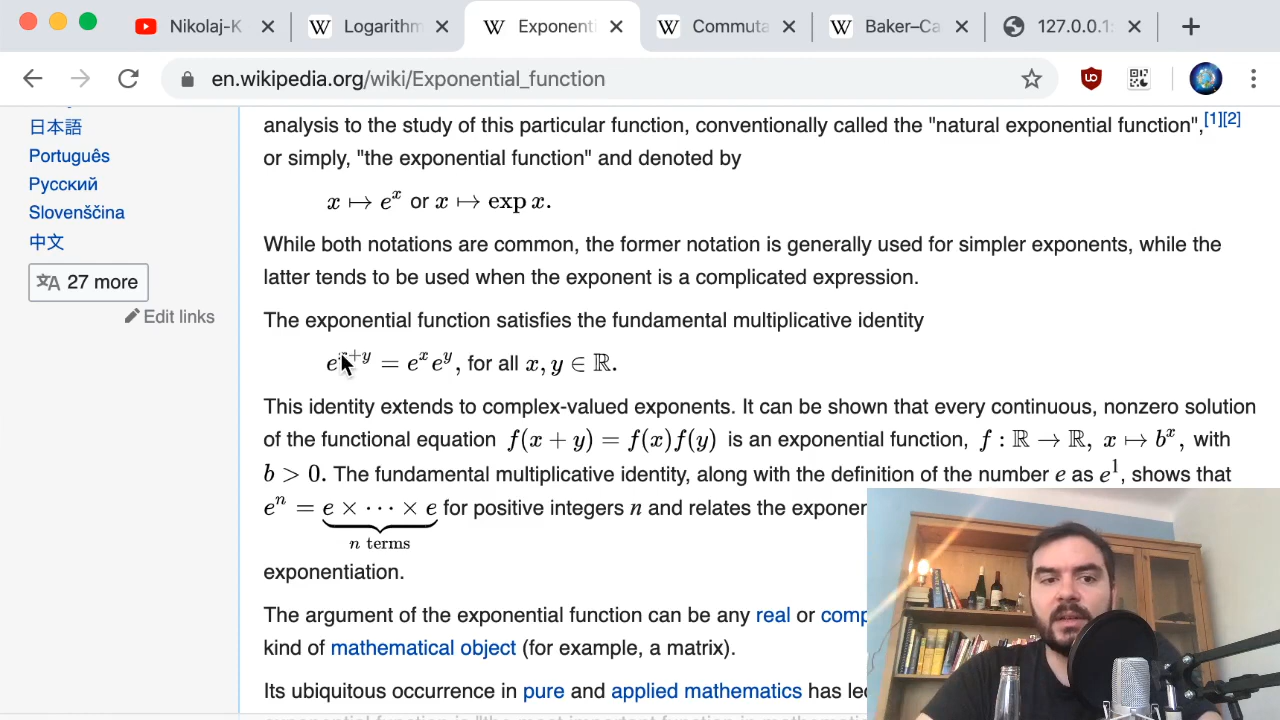 Nikolaj-K
Logarithm
Exponenti
Commuta
Baker–Ca
127.0.0.1:
en.wikipedia.org/wiki/Exponential_function
日本語
Português
Русский
Slovenščina
中文
27 more
Edit links
analysis to the study of this particular function, conventionally called the "natural exponential function",[1][2]
or simply, "the exponential function" and denoted by
x ↦ e^x or x ↦ exp x.
While both notations are common, the former notation is generally used for simpler exponents, while the
latter tends to be used when the exponent is a complicated expression.
The exponential function satisfies the fundamental multiplicative identity
e^{x+y} = e^x e^y, for all x, y ∈ ℝ.
This identity extends to complex-valued exponents. It can be shown that every continuous, nonzero solution
of the functional equation f(x + y) = f(x)f(y) is an exponential function, f : ℝ → ℝ, x ↦ b^x, with
b > 0. The fundamental multiplicative identity, along with the definition of the number e as e^1, shows that
e^n = e × ⋯ × e for positive integers n and relates the exponen
n terms
exponentiation.
The argument of the exponential function can be any real or comp
kind of mathematical object (for example, a matrix).
Its ubiquitous occurrence in pure and applied mathematics has led